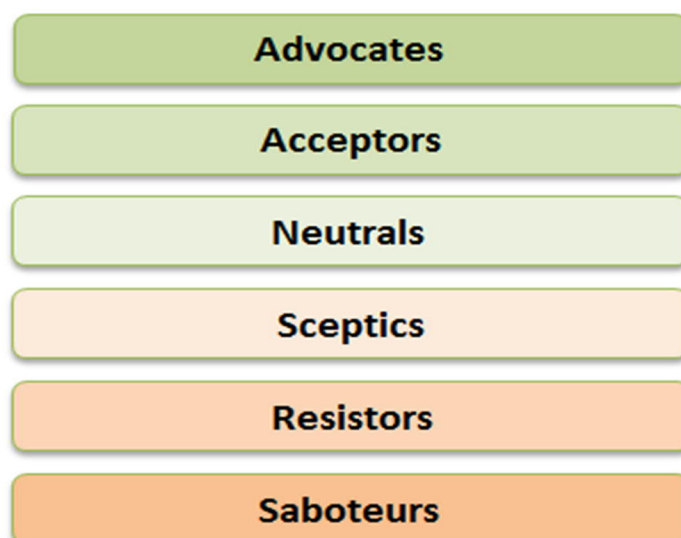 Advocates
Acceptors
Neutrals
Sceptics
Resistors
Saboteurs